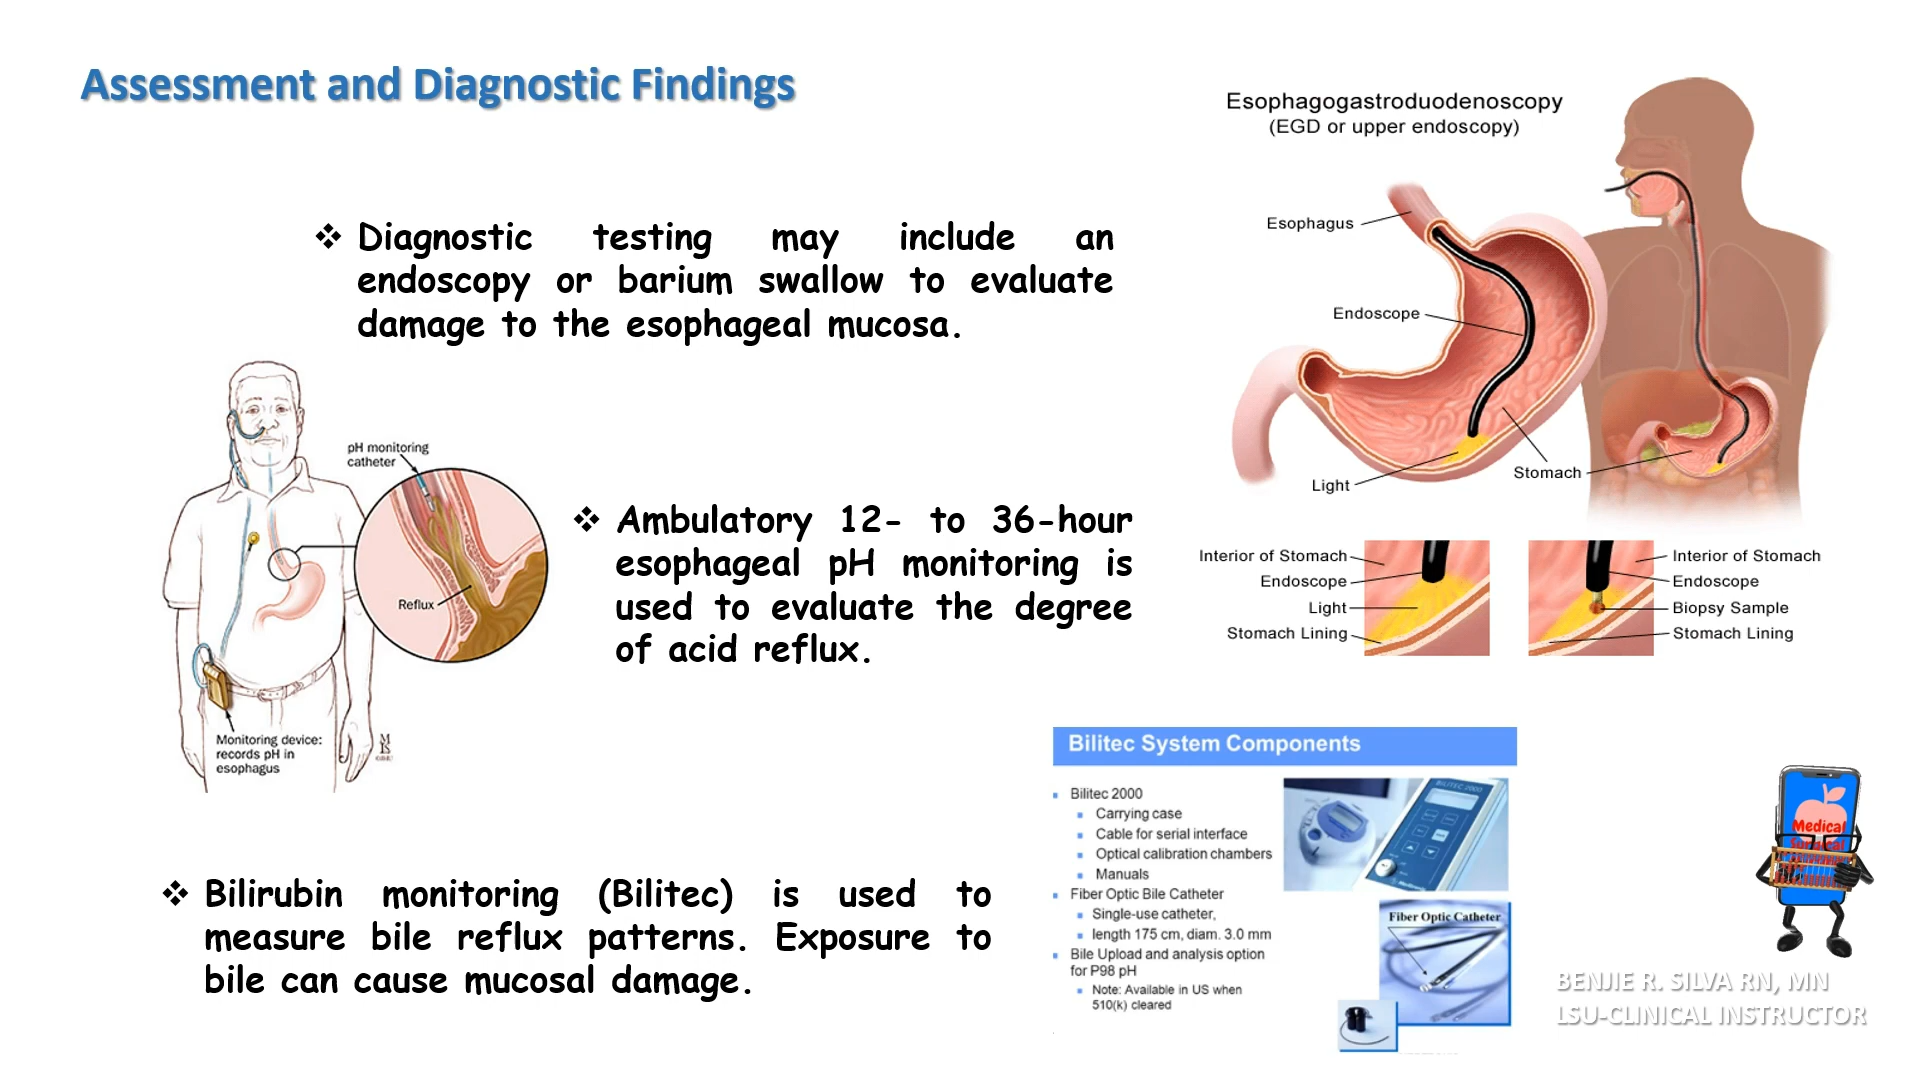 Assessment and Diagnostic Findings
❖ Diagnostic testing may include an
endoscopy or barium swallow to evaluate
damage to the esophageal mucosa.
pH monitoring
catheter
Reflux
Monitoring device:
records pH in
esophagus
❖ Ambulatory 12- to 36-hour
esophageal pH monitoring is
used to evaluate the degree
of acid reflux.
❖ Bilirubin monitoring (Bilitec) is used to
measure bile reflux patterns. Exposure to
bile can cause mucosal damage.
Esophagogastroduodenoscopy
(EGD or upper endoscopy)
Esophagus
Endoscope
Light
Stomach
Interior of Stomach
Endoscope
Light
Stomach Lining
Interior of Stomach
Endoscope
Biopsy Sample
Stomach Lining
Bilitec System Components
Bilitec 2000
Carrying case
Cable for serial interface
Optical calibration chambers
Manuals
Fiber Optic Bile Catheter
Single-use catheter,
length 175 cm, diam. 3.0 mm
Bile Upload and analysis option
for P98 pH
Note: Available in US when
510(k) cleared
BILITEC 2000
Fiber Optic Catheter
Medical
Surgical
BENJIE R. SILVA RN, MN
LSU-CLINICAL INSTRUCTOR